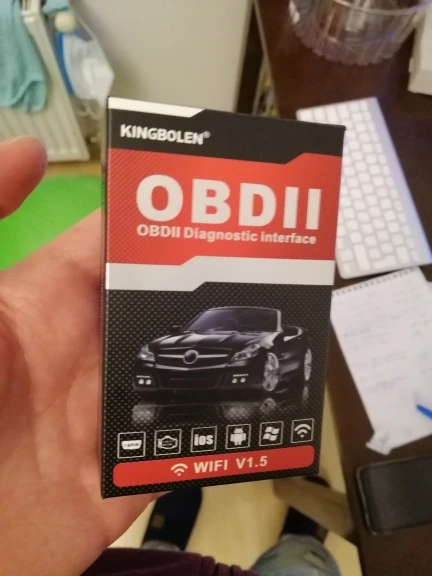 KINGBOLEN®
OBDII
OBDII Diagnostic interface
ios
WIFI V1.5